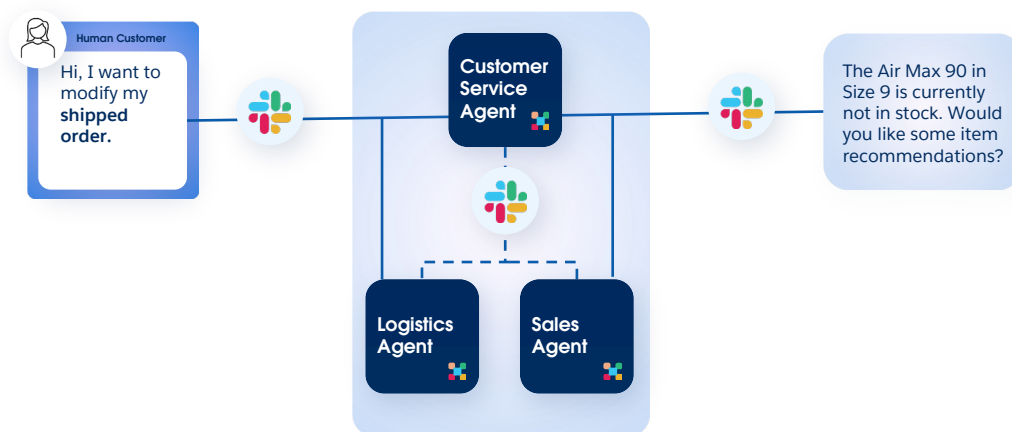 Human Customer
Hi, I want to
modify my
shipped
order.
Customer
Service
Agent
The Air Max 90 in
Size 9 is currently
not in stock. Would
you like some item
recommendations?
Logistics
Agent
Sales
Agent